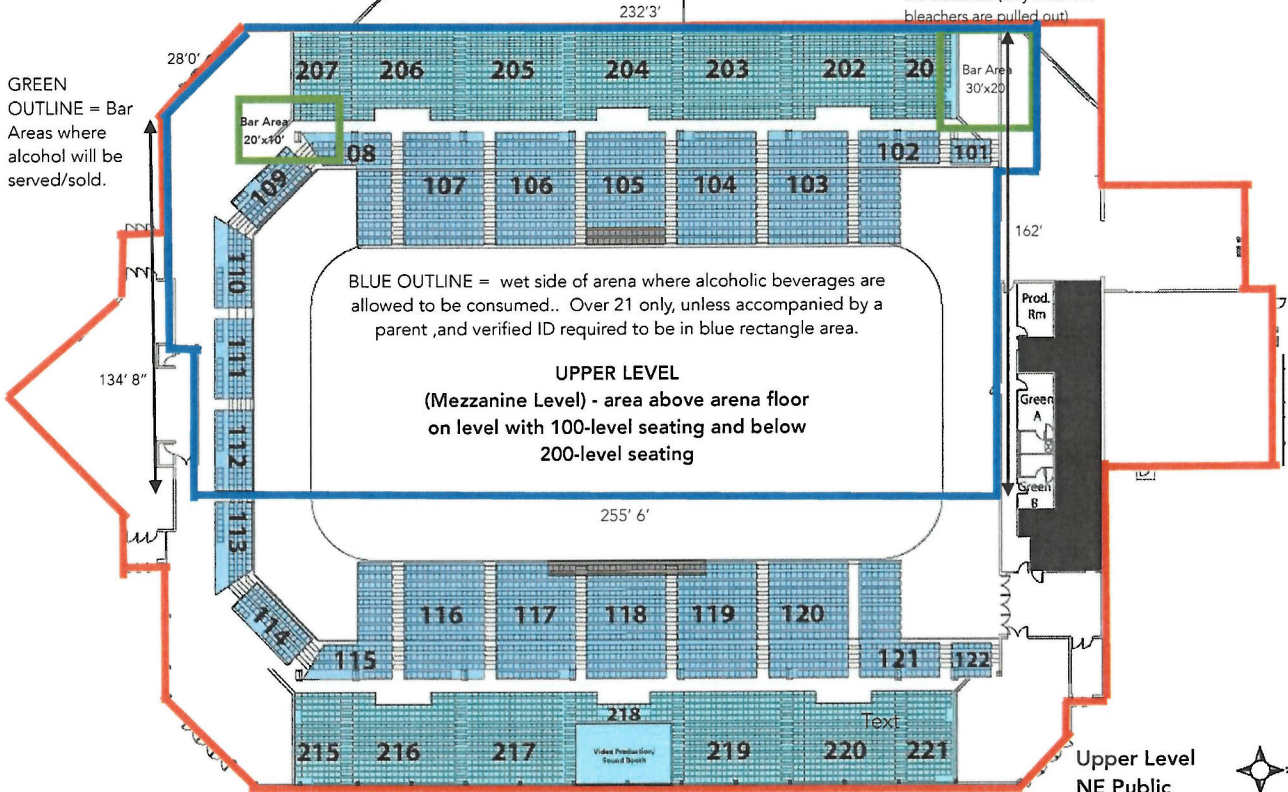 232'3'
bleachers are pulled out)
28'0'
GREEN
OUTLINE = Bar
Areas where
alcohol will be
served/sold.
207 206 205 204 203 202 20
Bar Area
30'x20
Bar Area
20'x10'
08 107 106 105 104 103 102 101
109
110
111
112
113
114
162'
134' 8"
BLUE OUTLINE = wet side of arena where alcoholic beverages are
allowed to be consumed.. Over 21 only, unless accompanied by a
parent ,and verified ID required to be in blue rectangle area.
UPPER LEVEL
(Mezzanine Level) - area above arena floor
on level with 100-level seating and below
200-level seating
Prod.
Rm
Green
A
Green
B
255' 6'
115 116 117 118 119 120 121 122
215 216 217 218 219 220 221
Video Production/
Sound Booth
Text
Upper Level
NE Public